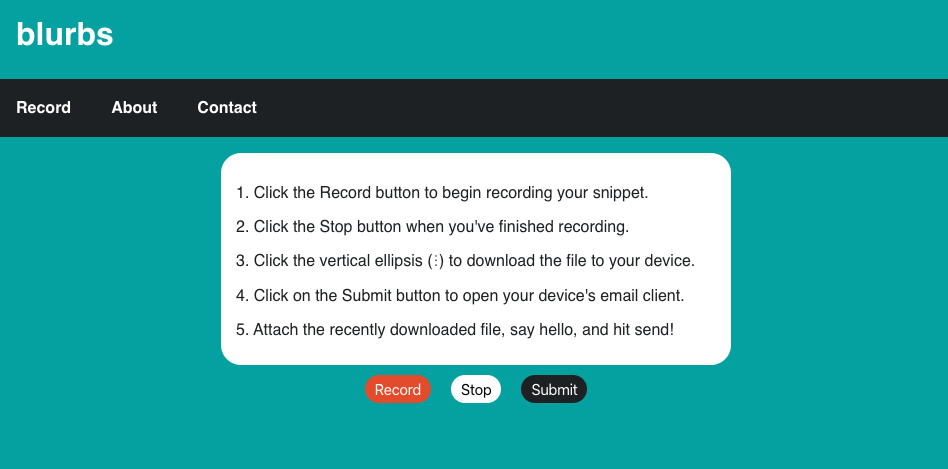 blurbs
Record About Contact
1. Click the Record button to begin recording your snippet.
2. Click the Stop button when you've finished recording.
3. Click the vertical ellipsis (⋮) to download the file to your device.
4. Click on the Submit button to open your device's email client.
5. Attach the recently downloaded file, say hello, and hit send!
Record Stop Submit